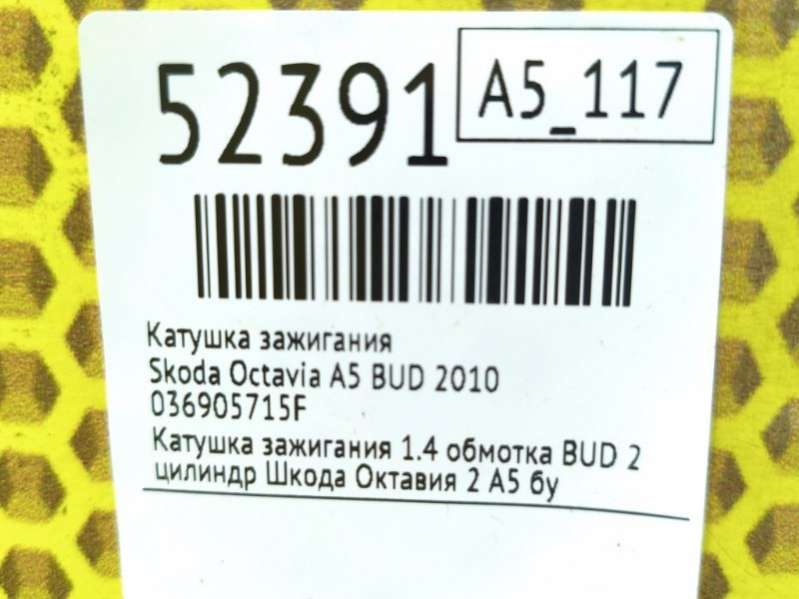 52391
A5_117
Катушка зажигания
Skoda Octavia A5 BUD 2010
036905715F
Катушка зажигания 1.4 обмотка BUD 2
цилиндр Шкода Октавия 2 А5 бу